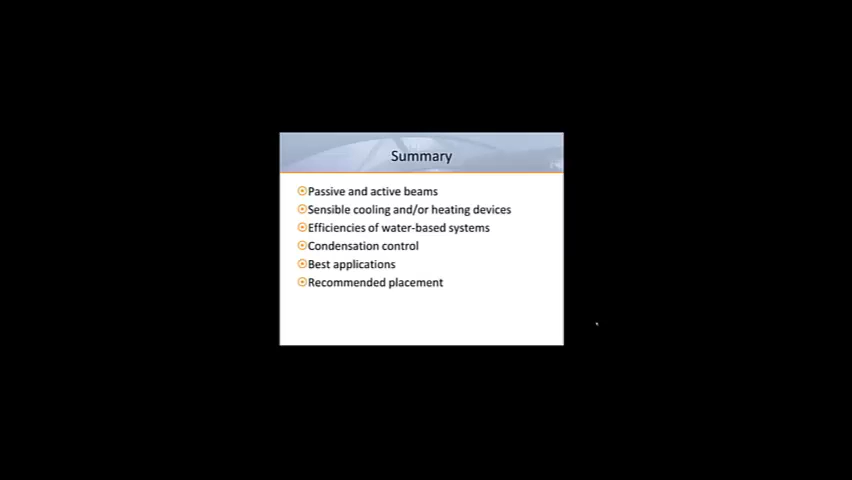 Summary
Passive and active beams
Sensible cooling and/or heating devices
Efficiencies of water-based systems
Condensation control
Best applications
Recommended placement